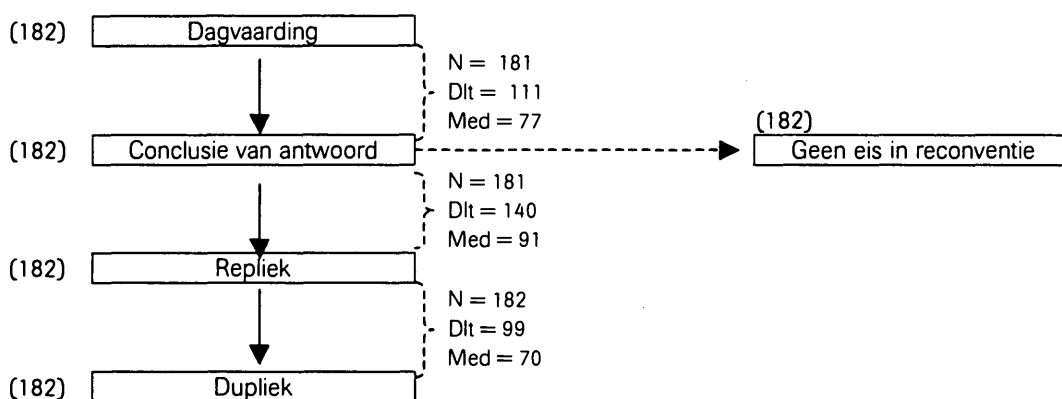 (182) Dagvaarding
N = 181
Dlt = 111
Med = 77
(182) Conclusie van antwoord
(182)
Geen eis in reconventie
N = 181
Dlt = 140
Med = 91
(182) Repliek
N = 182
Dlt = 99
Med = 70
(182) Dupliek